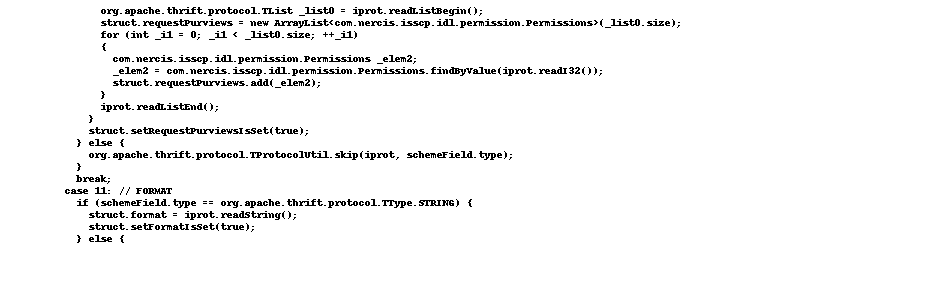 org.apache.thrift.protocol.TList _list0 = iprot.readListBegin();
struct.requestPurviews = new ArrayList<com.nercis.isscp.idl.permission.Permissions>(_list0.size);
for (int _i1 = 0; _i1 < _list0.size; ++_i1)
{
com.nercis.isscp.idl.permission.Permissions _elem2;
_elem2 = com.nercis.isscp.idl.permission.Permissions.findByValue(iprot.readI32());
struct.requestPurviews.add(_elem2);
}
iprot.readListEnd();
}
struct.setRequestPurviewsIsSet(true);
} else {
org.apache.thrift.protocol.TProtocolUtil.skip(iprot, schemeField.type);
}
break;
case 11: // FORMAT
if (schemeField.type == org.apache.thrift.protocol.TType.STRING) {
struct.format = iprot.readString();
struct.setFormatIsSet(true);
} else {